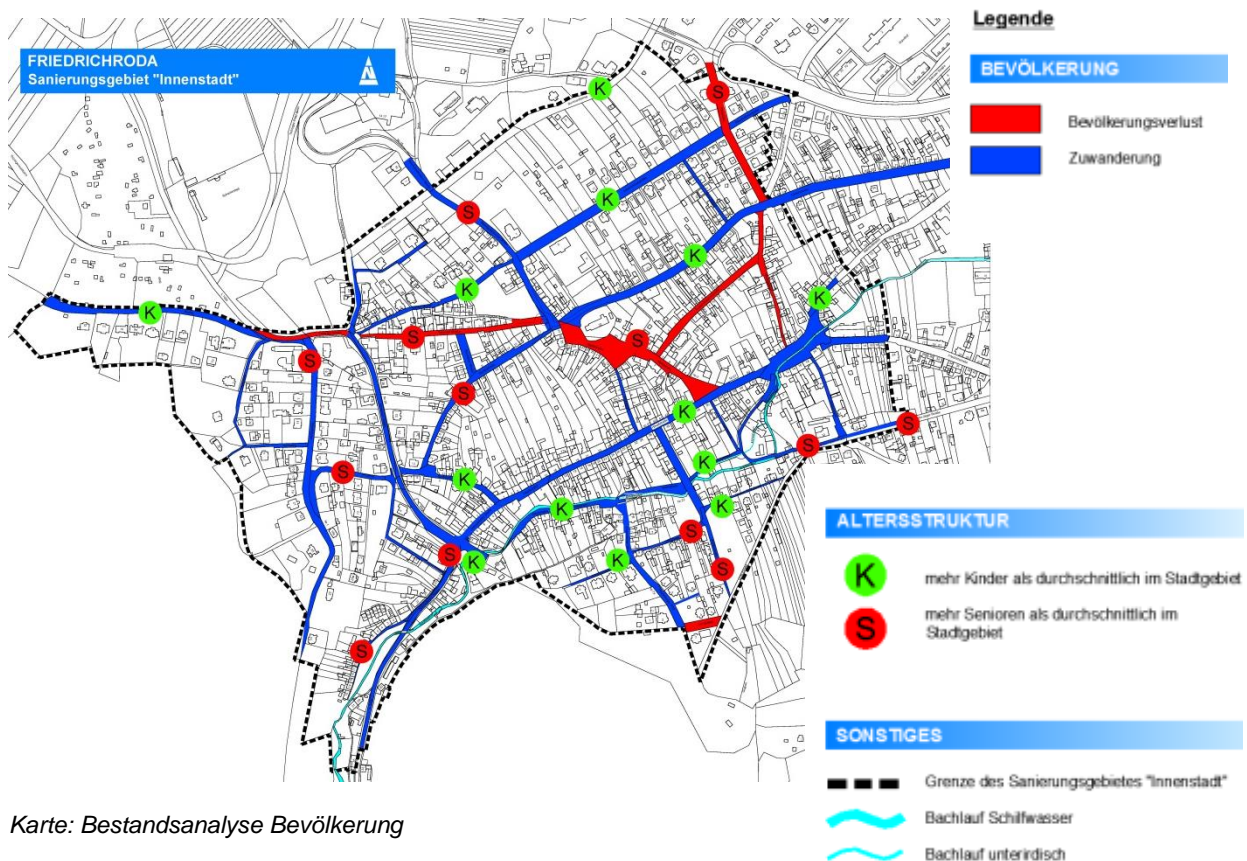 FRIEDRICHRODA
Sanierungsgebiet "Innenstadt"
N
K
S
K
S
K
K
K
K
S
S
S
S
K
S
S
K
S
K
K
K
S
S
K
K
S
S
Legende
BEVÖLKERUNG
Bevölkerungsverlust
Zuwanderung
ALTERSSTRUKTUR
K mehr Kinder als durchschnittlich im Stadtgebiet
S mehr Senioren als durchschnittlich im
Stadtgebiet
SONSTIGES
Grenze des Sanierungsgebietes "Innenstadt"
Bachlauf Schilfwasser
Bachlauf unterirdisch
Karte: Bestandsanalyse Bevölkerung